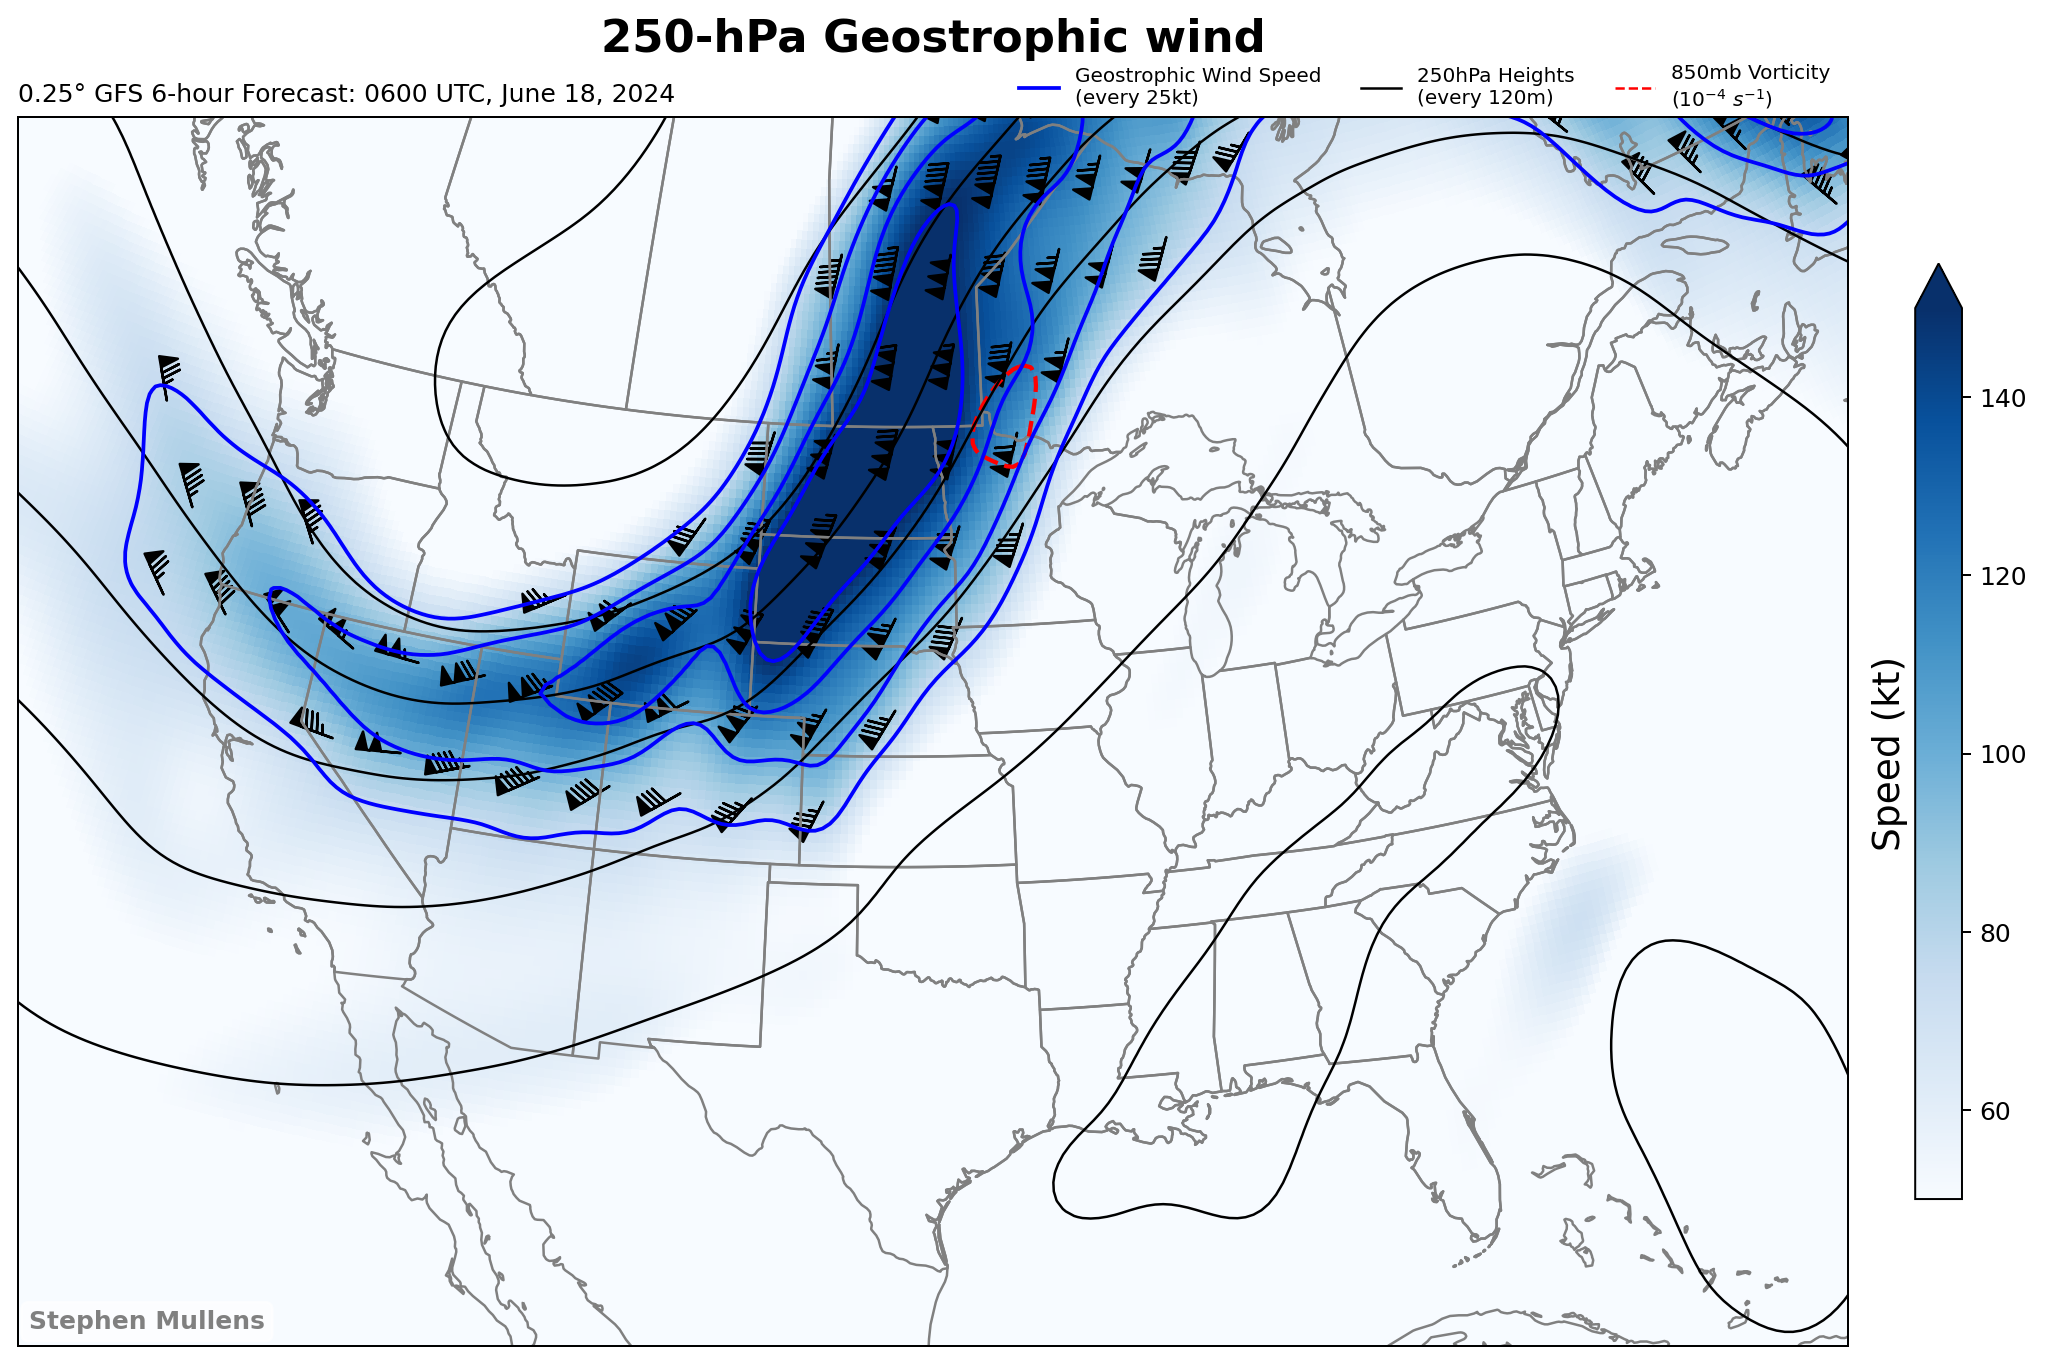 250-hPa Geostrophic wind
0.25° GFS 6-hour Forecast: 0600 UTC, June 18, 2024
Geostrophic Wind Speed
(every 25kt)
250hPa Heights
(every 120m)
850mb Vorticity
(10⁻⁴ s⁻¹)
140
120
100
80
60
Speed (kt)
Stephen Mullens